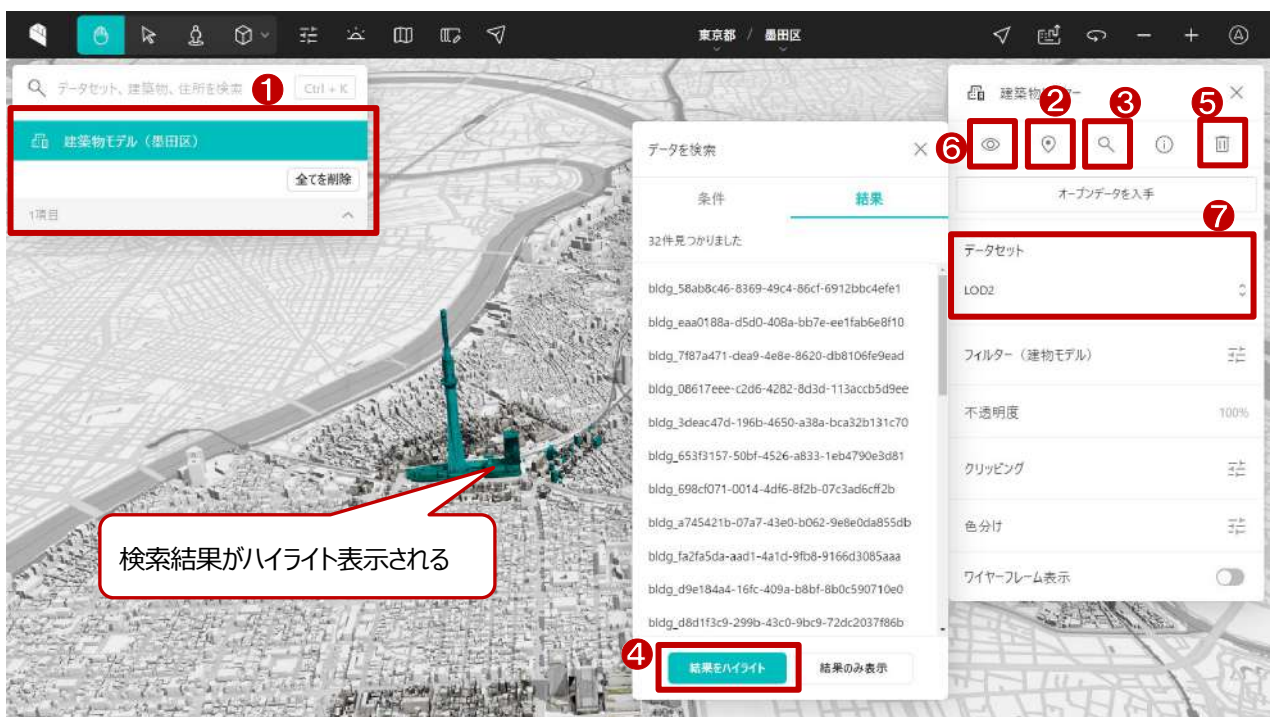 東京都 / 墨田区
データセット、建築物、住所を検索
❶
Ctrl + K
建築物モデル（墨田区）
全てを削除
1項目
検索結果がハイライト表示される
データを検索
条件
結果
32件見つかりました
bldg_58ab8c46-8369-49c4-86cf-6912bbc4efe1
bldg_eaa0188a-d5d0-408a-bb7e-ee1fab6e8f10
bldg_7f87a471-dea9-4e8e-8620-db8106fe9ead
bldg_08617eee-c2d6-4282-8d3d-113accb5d9ee
bldg_3deac47d-196b-4650-a38a-bca32b131c70
bldg_653f3157-50bf-4526-a833-1eb4790e3d81
bldg_698cf071-0014-4df6-8f2b-07c3ad6cff2b
bldg_a745421b-07a7-43e0-b062-9e8e0da855db
bldg_fa2fa5da-aad1-4a1d-9fb8-9166d3085aaa
bldg_d9e184a4-16fc-409a-b8bf-8b0c590710e0
bldg_d8d1f3c9-299b-43c0-9bc9-72dc2037f86b
❹
結果をハイライト
結果のみ表示
❷
❸
❺
❻
オープンデータを入手
❼
データセット
LOD2
フィルター（建物モデル）
不透明度
100%
クリッピング
色分け
ワイヤーフレーム表示